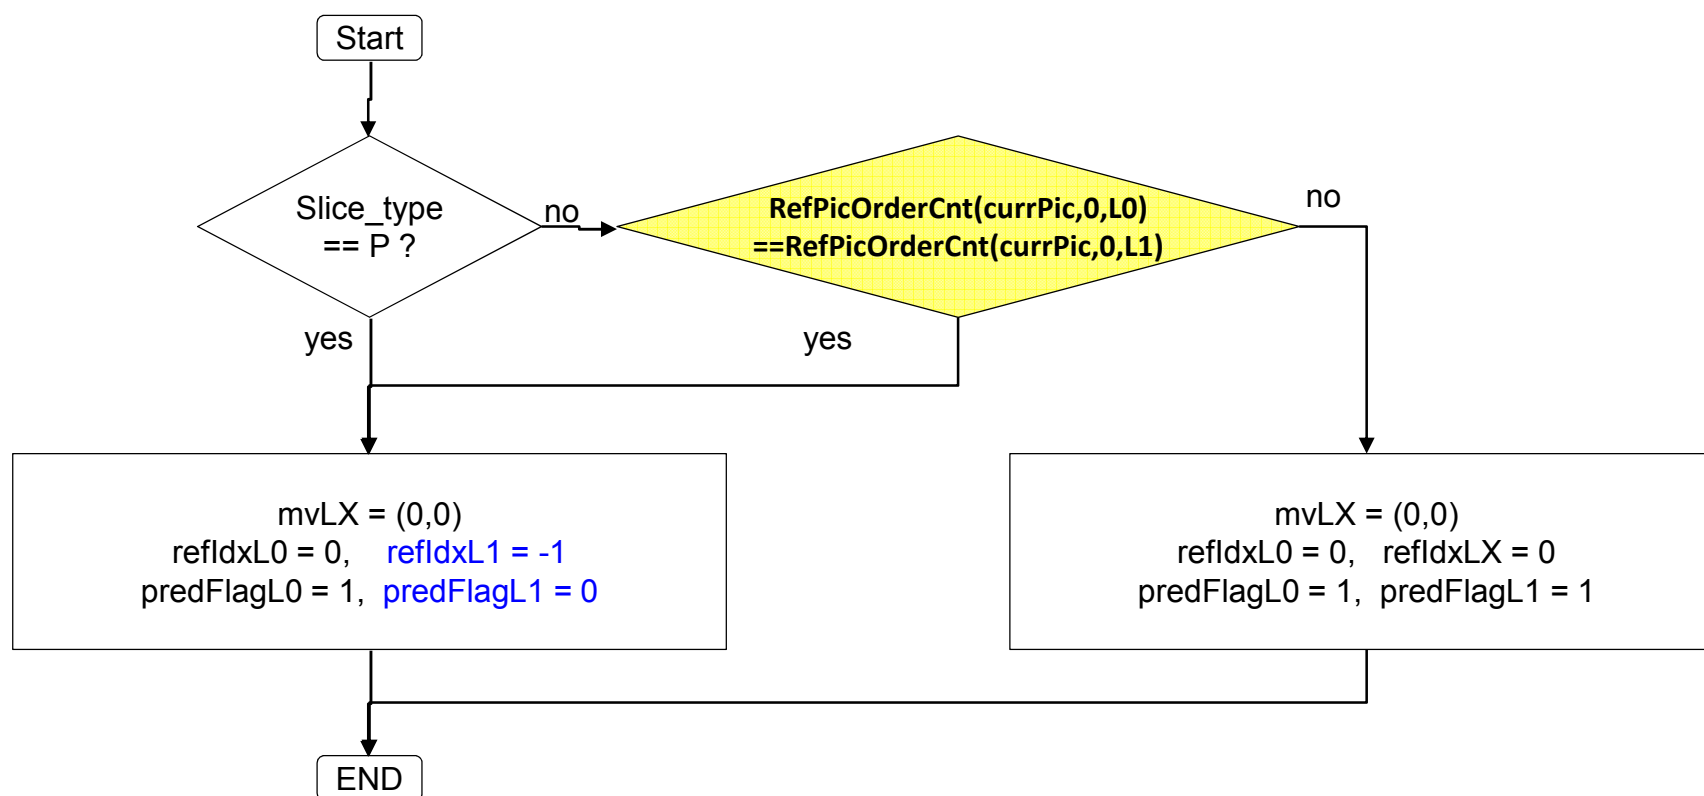 Start
Slice_type
== P ?
no
RefPicOrderCnt(currPic,0,L0)
==RefPicOrderCnt(currPic,0,L1)
no
yes
yes
mvLX = (0,0)
refIdxL0 = 0, refIdxL1 = -1
predFlagL0 = 1, predFlagL1 = 0
mvLX = (0,0)
refIdxL0 = 0, refIdxLX = 0
predFlagL0 = 1, predFlagL1 = 1
END